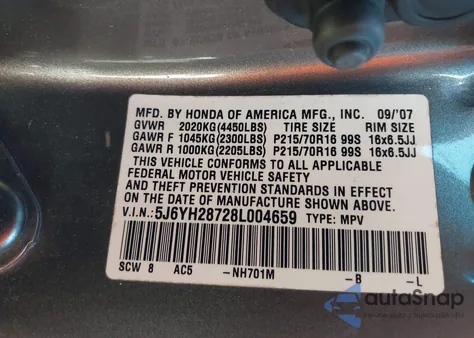 MFD. BY HONDA OF AMERICA MFG., INC. 09/'07
GVWR 2020KG(4450LBS) TIRE SIZE RIM SIZE
GAWR F 1045KG(2300LBS) P215/70R16 99S 16x6.5JJ
GAWR R 1000KG(2205LBS) P215/70R16 99S 16x6.5JJ
THIS VEHICLE CONFORMS TO ALL APPLICABLE
FEDERAL MOTOR VEHICLE SAFETY
AND THEFT PREVENTION STANDARDS IN EFFECT
ON THE DATE OF MANUFACTURE SHOWN ABOVE.
V.I.N.: 5J6YH28728L004659 TYPE: MPV
SCW 8 AC5 -NH701M -B -L
autoSnap